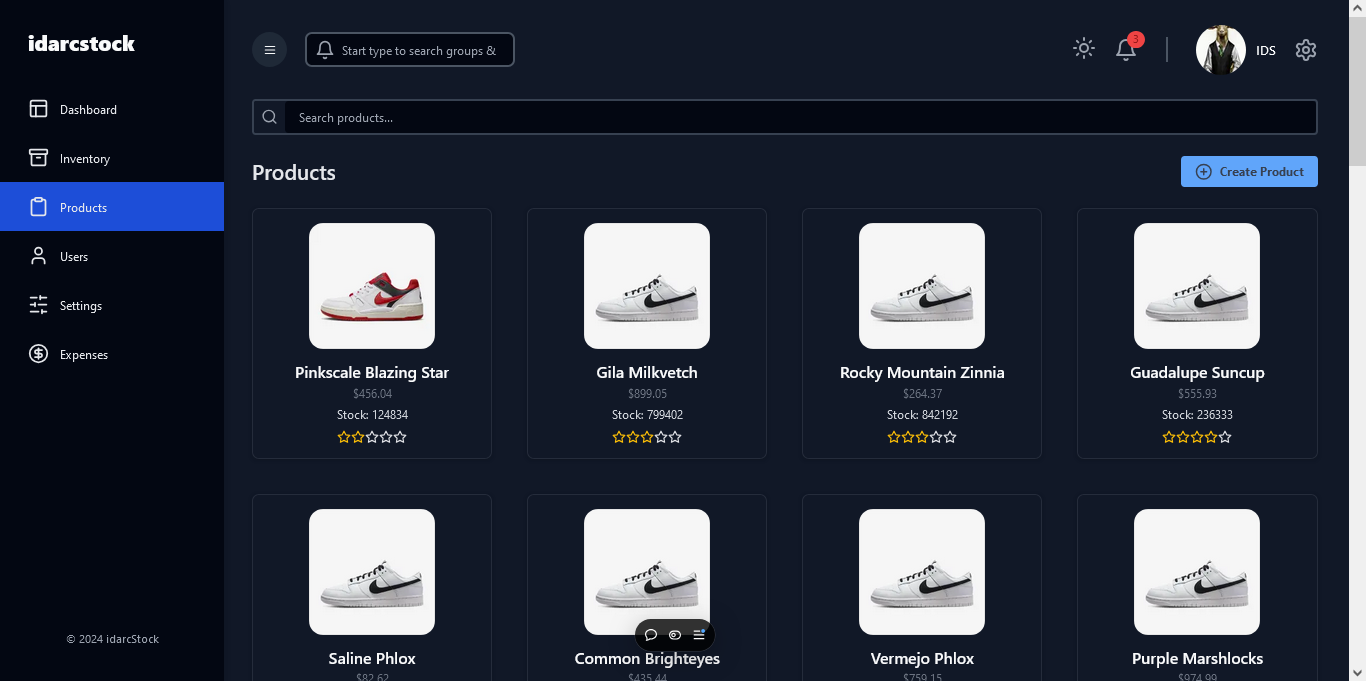 idarcstock
Start type to search groups &
3
IDS
Dashboard
Inventory
Products
Users
Settings
Expenses
© 2024 idarcStock
Search products...
Products
Create Product
Pinkscale Blazing Star
$456.04
Stock: 124834
Gila Milkvetch
$899.05
Stock: 799402
Rocky Mountain Zinnia
$264.37
Stock: 842192
Guadalupe Suncup
$555.93
Stock: 236333
Saline Phlox
$82.62
Common Brighteyes
$435.44
Vermejo Phlox
$759.15
Purple Marshlocks
$974.99